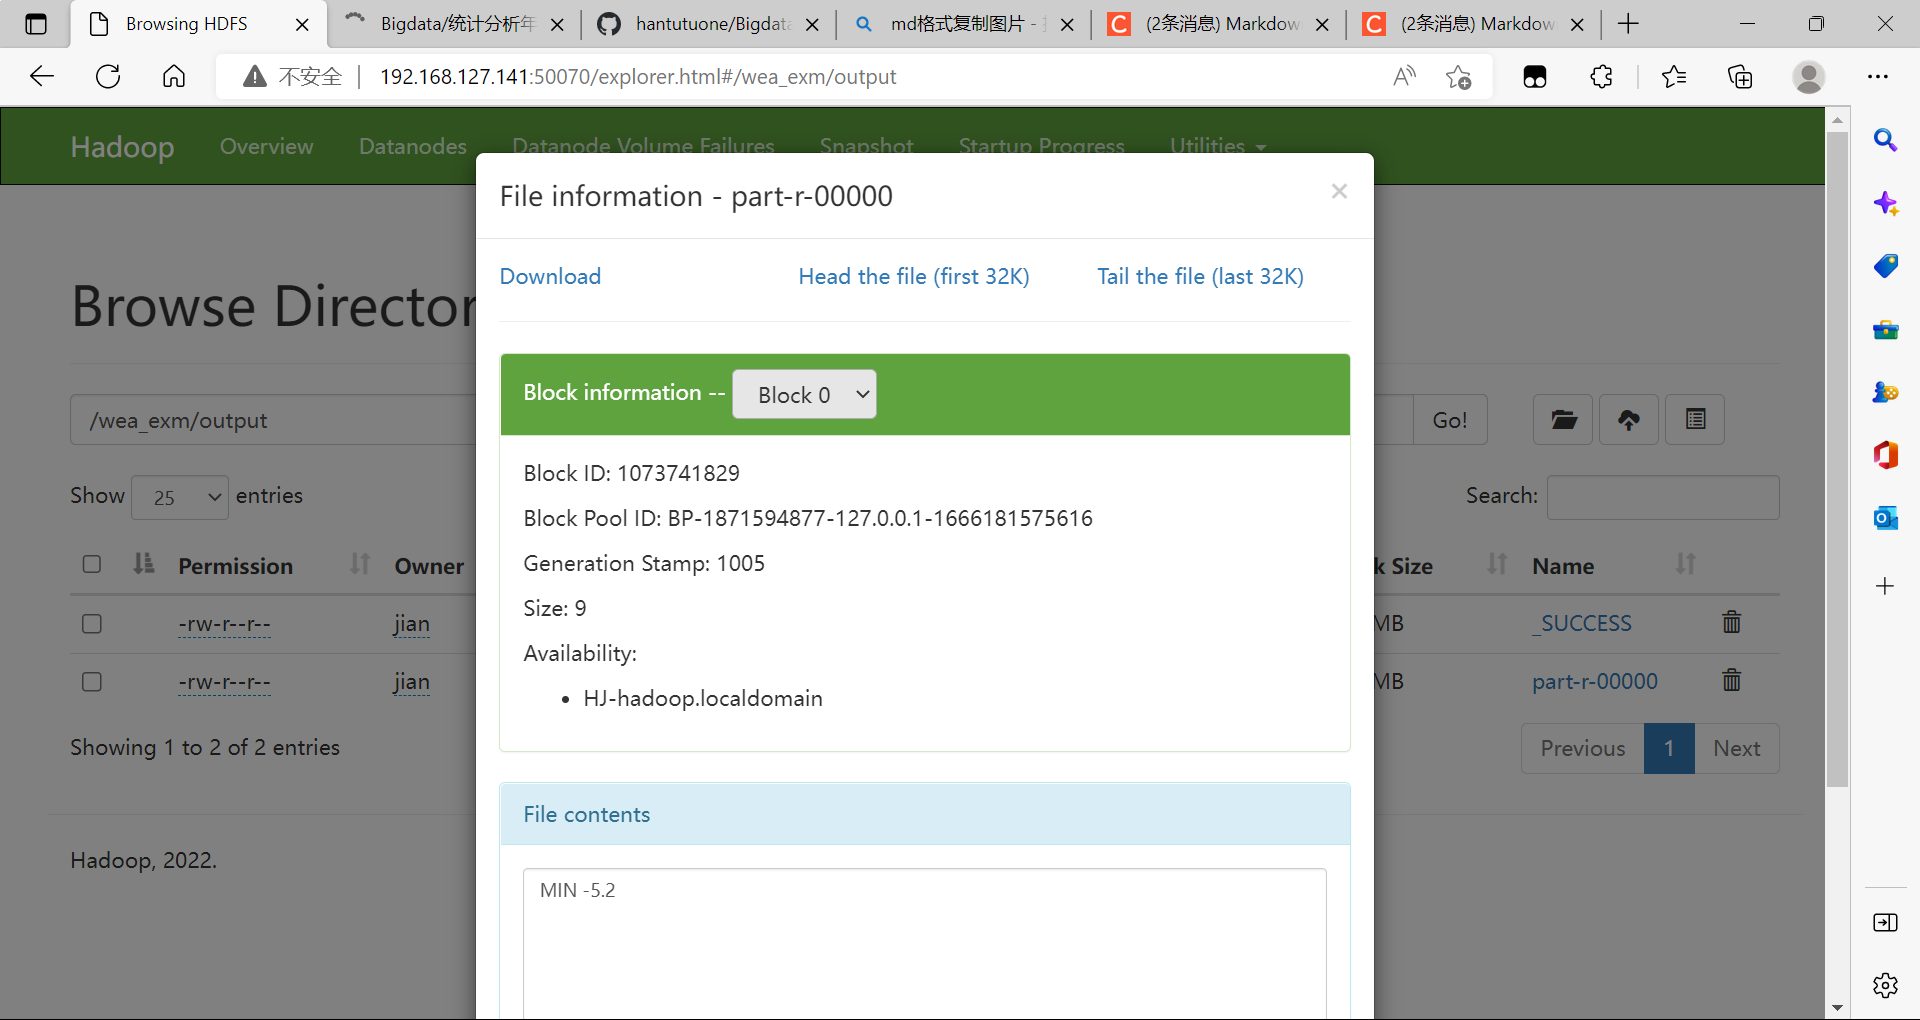 Browsing HDFS
Bigdata/统计分析年
hantutuone/Bigdata
md格式复制图片 -
(2条消息) Markdow
(2条消息) Markdow
不安全
192.168.127.141:50070/explorer.html#/wea_exm/output
Hadoop
Overview
Datanodes
Datanode Volume Failures
Snapshot
Startup Progress
Utilities
File information - part-r-00000
Download
Head the file (first 32K)
Tail the file (last 32K)
Browse Director
Block information --
Block 0
/wea_exm/output
Go!
Block ID: 1073741829
Show 25 entries
Search:
Block Pool ID: BP-1871594877-127.0.0.1-1666181575616
Generation Stamp: 1005
Permission
Owner
k Size
Name
Size: 9
-rw-r--r--
jian
MB
_SUCCESS
Availability:
HJ-hadoop.localdomain
-rw-r--r--
jian
MB
part-r-00000
Showing 1 to 2 of 2 entries
Previous
1
Next
File contents
Hadoop, 2022.
MIN -5.2